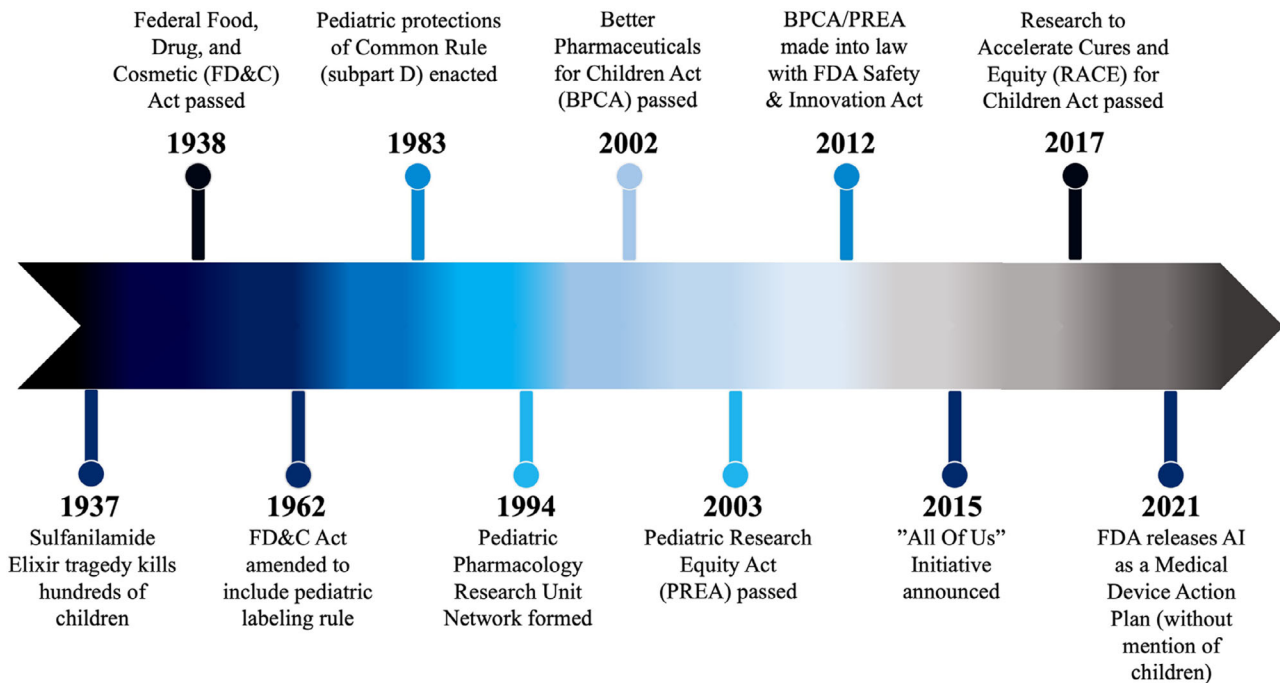 Federal Food,
Drug, and
Cosmetic (FD&C)
Act passed
1938
Pediatric protections
of Common Rule
(subpart D) enacted
1983
Better
Pharmaceuticals
for Children Act
(BPCA) passed
2002
BPCA/PREA
made into law
with FDA Safety
& Innovation Act
2012
Research to
Accelerate Cures and
Equity (RACE) for
Children Act passed
2017
1937
Sulfanilamide
Elixir tragedy kills
hundreds of
children
1962
FD&C Act
amended to
include pediatric
labeling rule
1994
Pediatric
Pharmacology
Research Unit
Network formed
2003
Pediatric Research
Equity Act
(PREA) passed
2015
”All Of Us”
Initiative
announced
2021
FDA releases AI
as a Medical
Device Action
Plan (without
mention of
children)